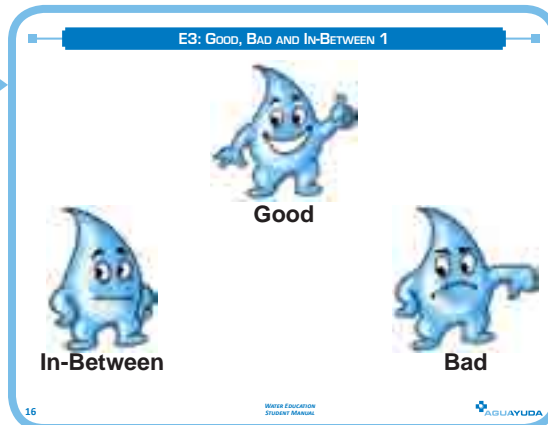 E3: Good, Bad and In-Between 1
Good
In-Between
Bad
16
Water Education
Student Manual
AGUAYUDA